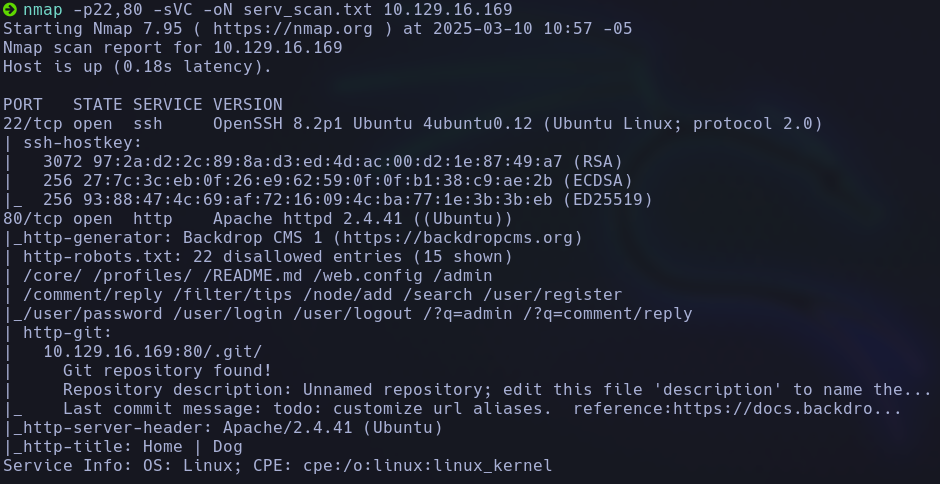 nmap -p22,80 -sVC -oN serv_scan.txt 10.129.16.169
Starting Nmap 7.95 ( https://nmap.org ) at 2025-03-10 10:57 -05
Nmap scan report for 10.129.16.169
Host is up (0.18s latency).

PORT   STATE SERVICE VERSION
22/tcp open  ssh     OpenSSH 8.2p1 Ubuntu 4ubuntu0.12 (Ubuntu Linux; protocol 2.0)
| ssh-hostkey:
|   3072 97:2a:d2:2c:89:8a:d3:ed:4d:ac:00:d2:1e:87:49:a7 (RSA)
|   256 27:7c:3c:eb:0f:26:e9:62:59:0f:0f:b1:38:c9:ae:2b (ECDSA)
|_  256 93:88:47:4c:69:af:72:16:09:4c:ba:77:1e:3b:3b:eb (ED25519)
80/tcp open  http    Apache httpd 2.4.41 ((Ubuntu))
|_http-generator: Backdrop CMS 1 (https://backdropcms.org)
| http-robots.txt: 22 disallowed entries (15 shown)
| /core/ /profiles/ /README.md /web.config /admin
| /comment/reply /filter/tips /node/add /search /user/register
|_/user/password /user/login /user/logout /?q=admin /?q=comment/reply
| http-git:
|   10.129.16.169:80/.git/
|     Git repository found!
|     Repository description: Unnamed repository; edit this file 'description' to name the...
|_    Last commit message: todo: customize url aliases.  reference:https://docs.backdro...
|_http-server-header: Apache/2.4.41 (Ubuntu)
|_http-title: Home | Dog
Service Info: OS: Linux; CPE: cpe:/o:linux:linux_kernel